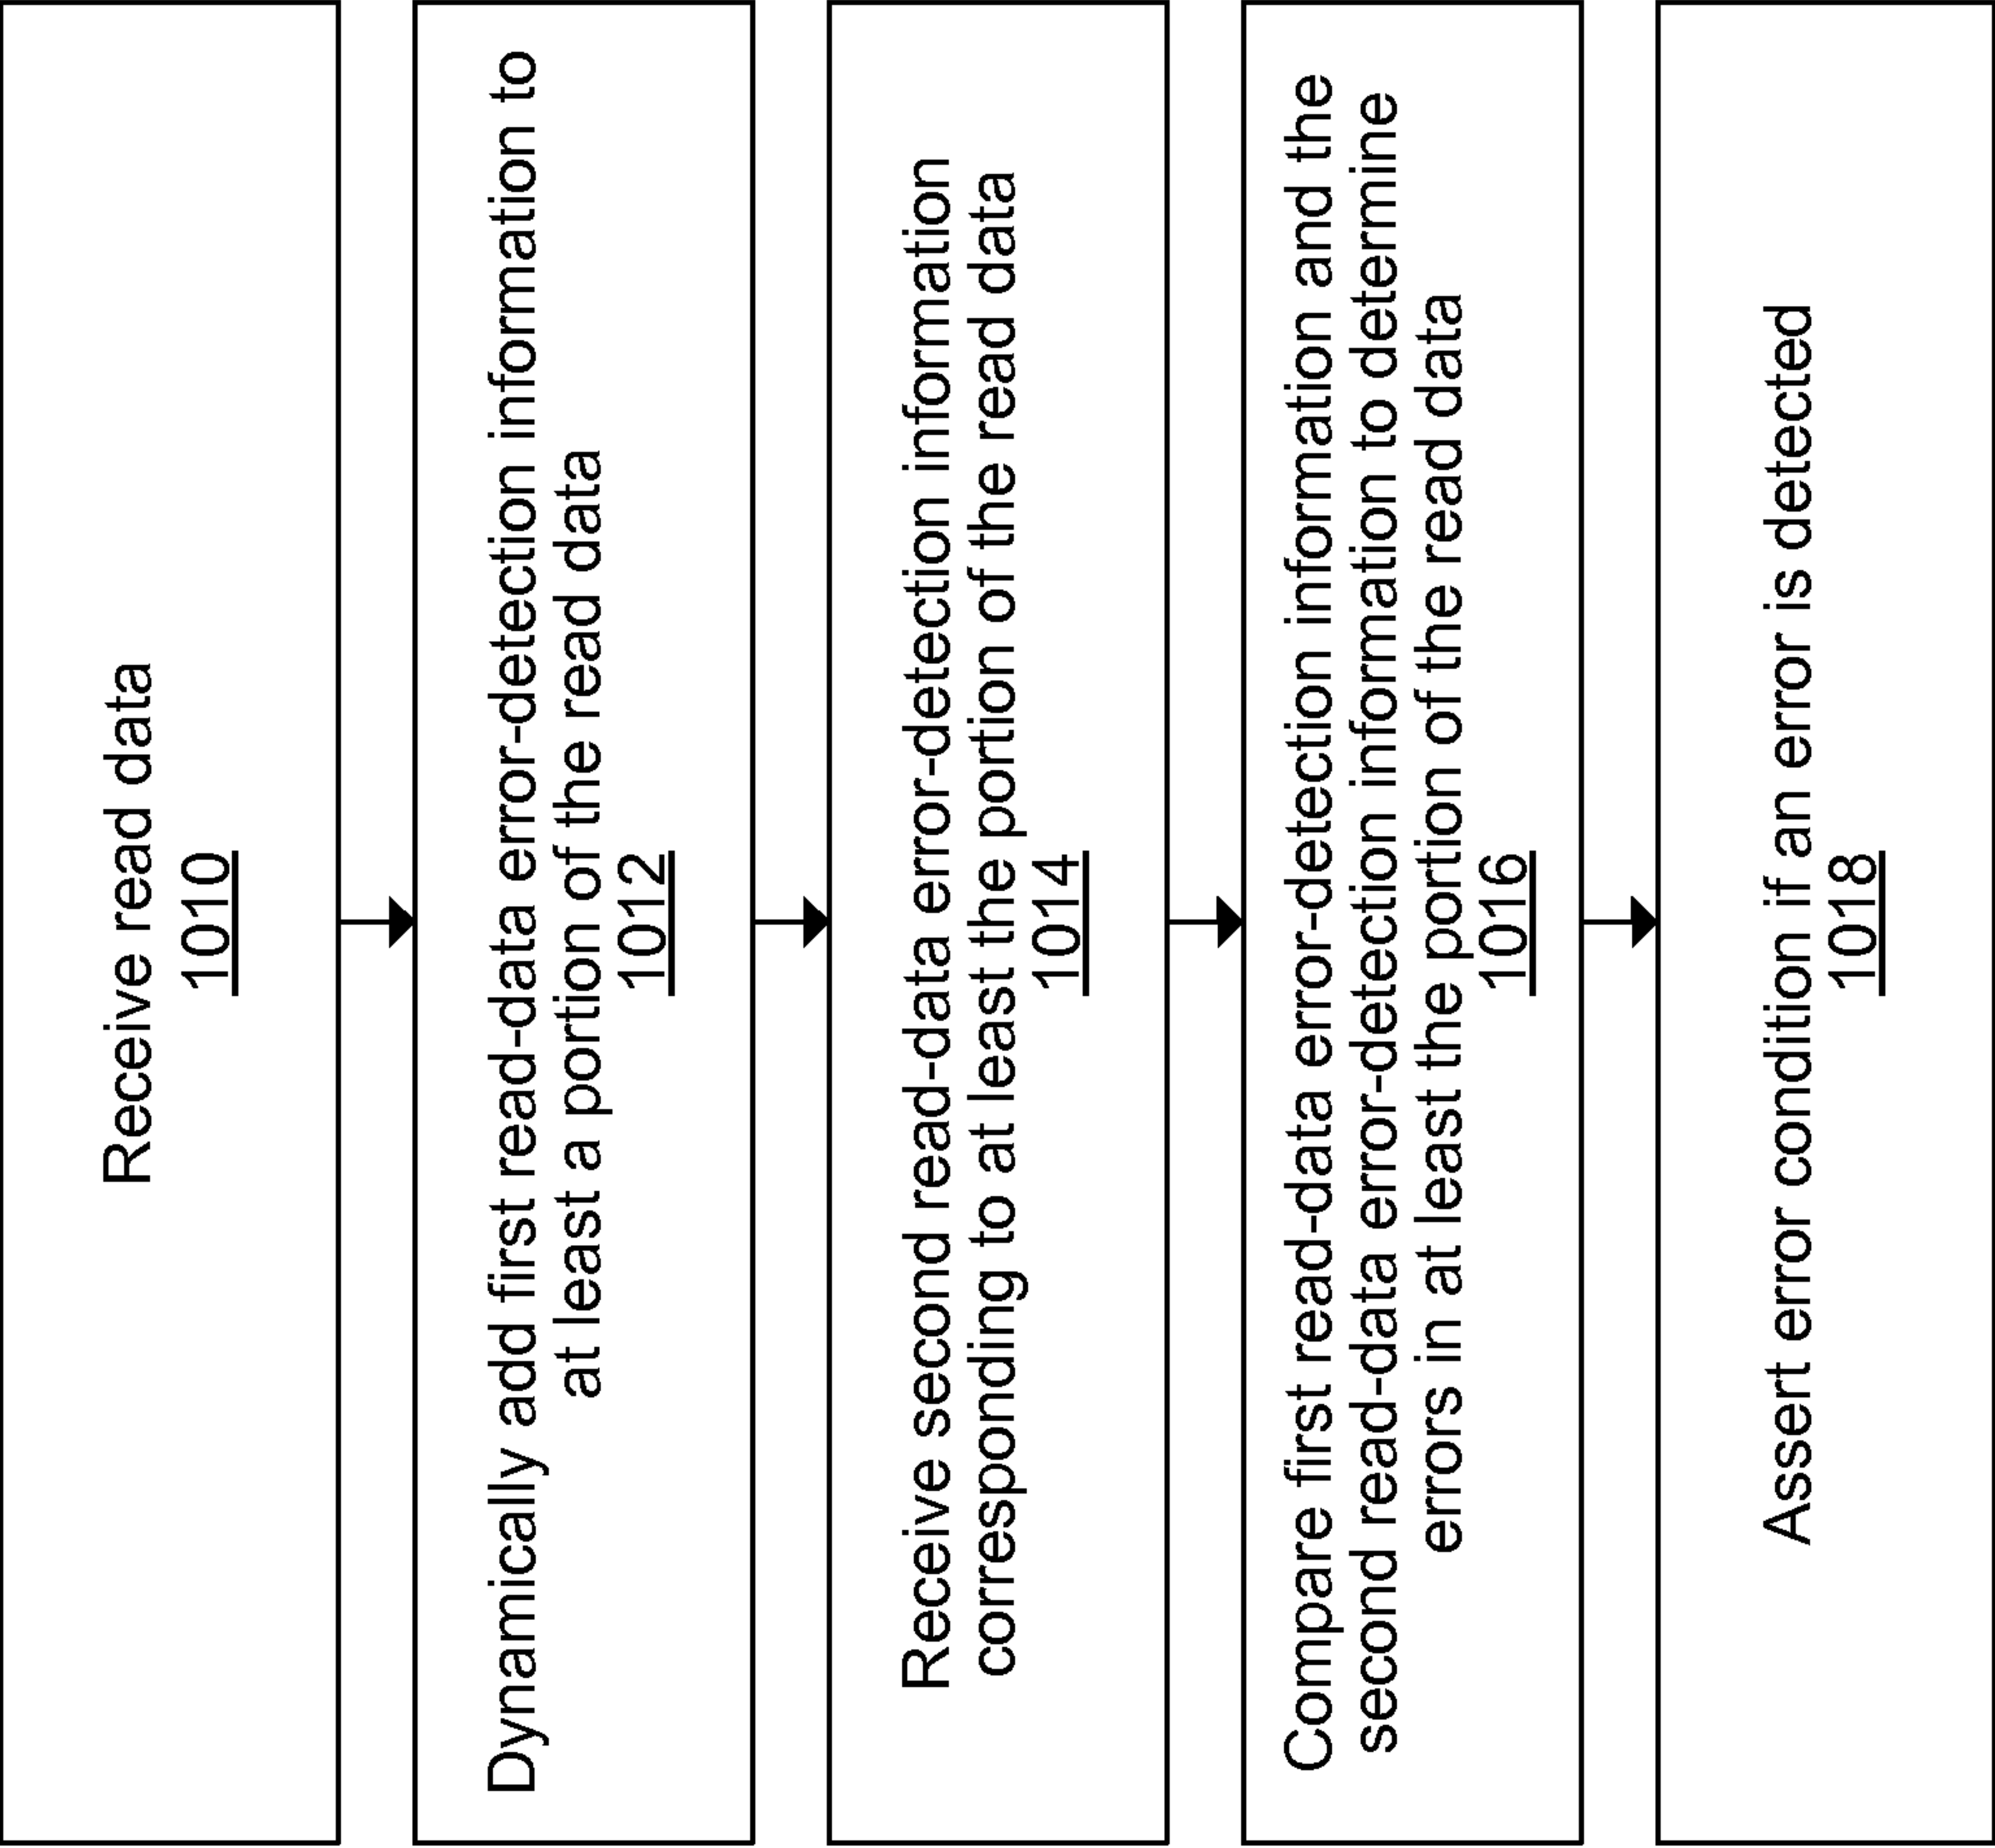 Receive read data
1010
Dynamically add first read-data error-detection information to
at least a portion of the read data
1012
Receive second read-data error-detection information
corresponding to at least the portion of the read data
1014
Compare first read-data error-detection information and the
second read-data error-detection information to determine
errors in at least the portion of the read data
1016
Assert error condition if an error is detected
1018